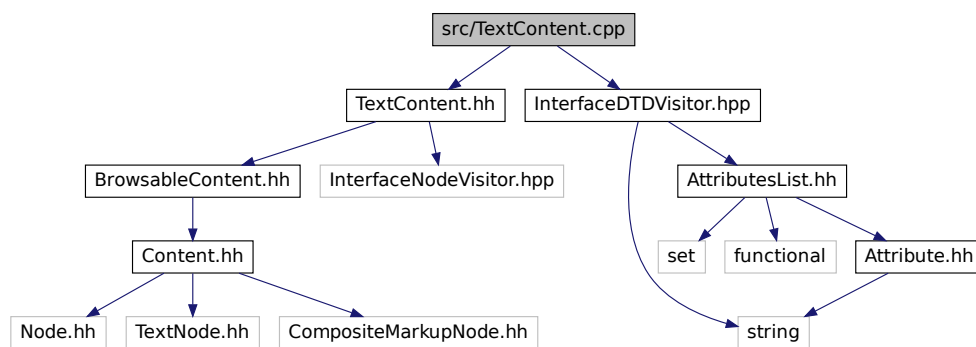 src/TextContent.cpp
TextContent.hh
InterfaceDTDVisitor.hpp
BrowsableContent.hh
InterfaceNodeVisitor.hpp
AttributesList.hh
Content.hh
set
functional
Attribute.hh
Node.hh
TextNode.hh
CompositeMarkupNode.hh
string